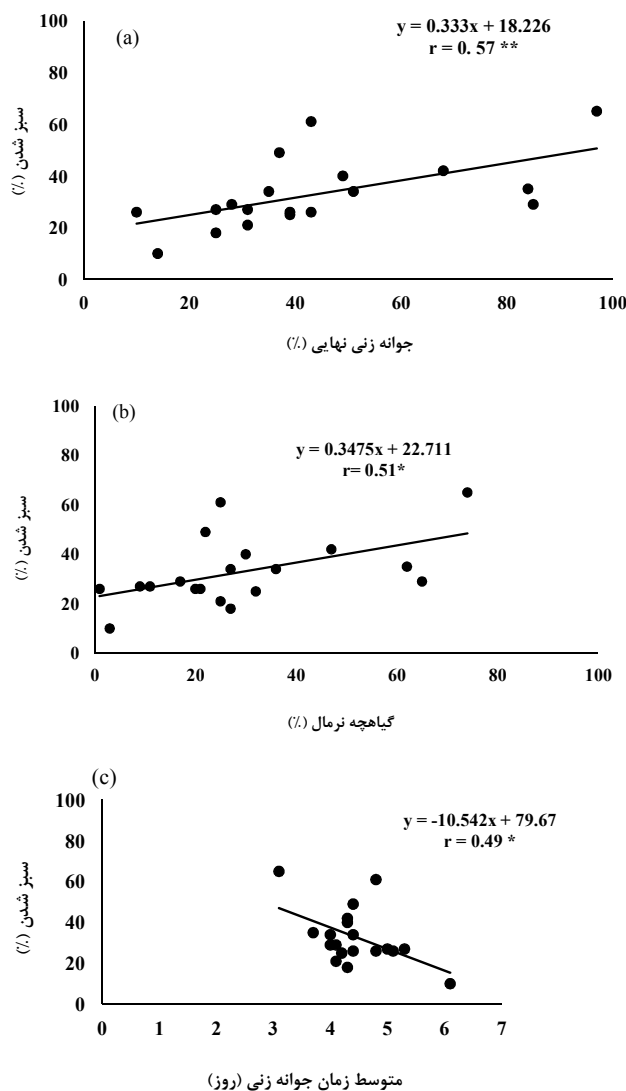 (a)
y = 0.333x + 18.226
r = 0. 57 **
سبز شدن (٪)
100
80
60
40
20
0
0 20 40 60 80 100
جوانه زنی نهایی (٪)
(b)
y = 0.3475x + 22.711
r= 0.51*
سبز شدن (٪)
100
80
60
40
20
0
0 20 40 60 80 100
گیاهچه نرمال (٪)
(c)
y = -10.542x + 79.67
r = 0.49 *
سبز شدن (٪)
100
80
60
40
20
0
0 1 2 3 4 5 6 7
متوسط زمان جوانه زنی (روز)